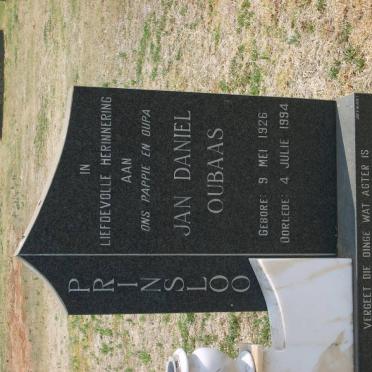 IN
LIEFDEVOLLE HERINNERING
AAN
ONS PAPPIE EN OUPA
JAN DANIEL
OUBAAS
GEBORE: 9 MEI 1926
OORLEDE: 4 JULIE 1994
PRINSLOO
VERGEET DIE DINGE WAT AGTER IS